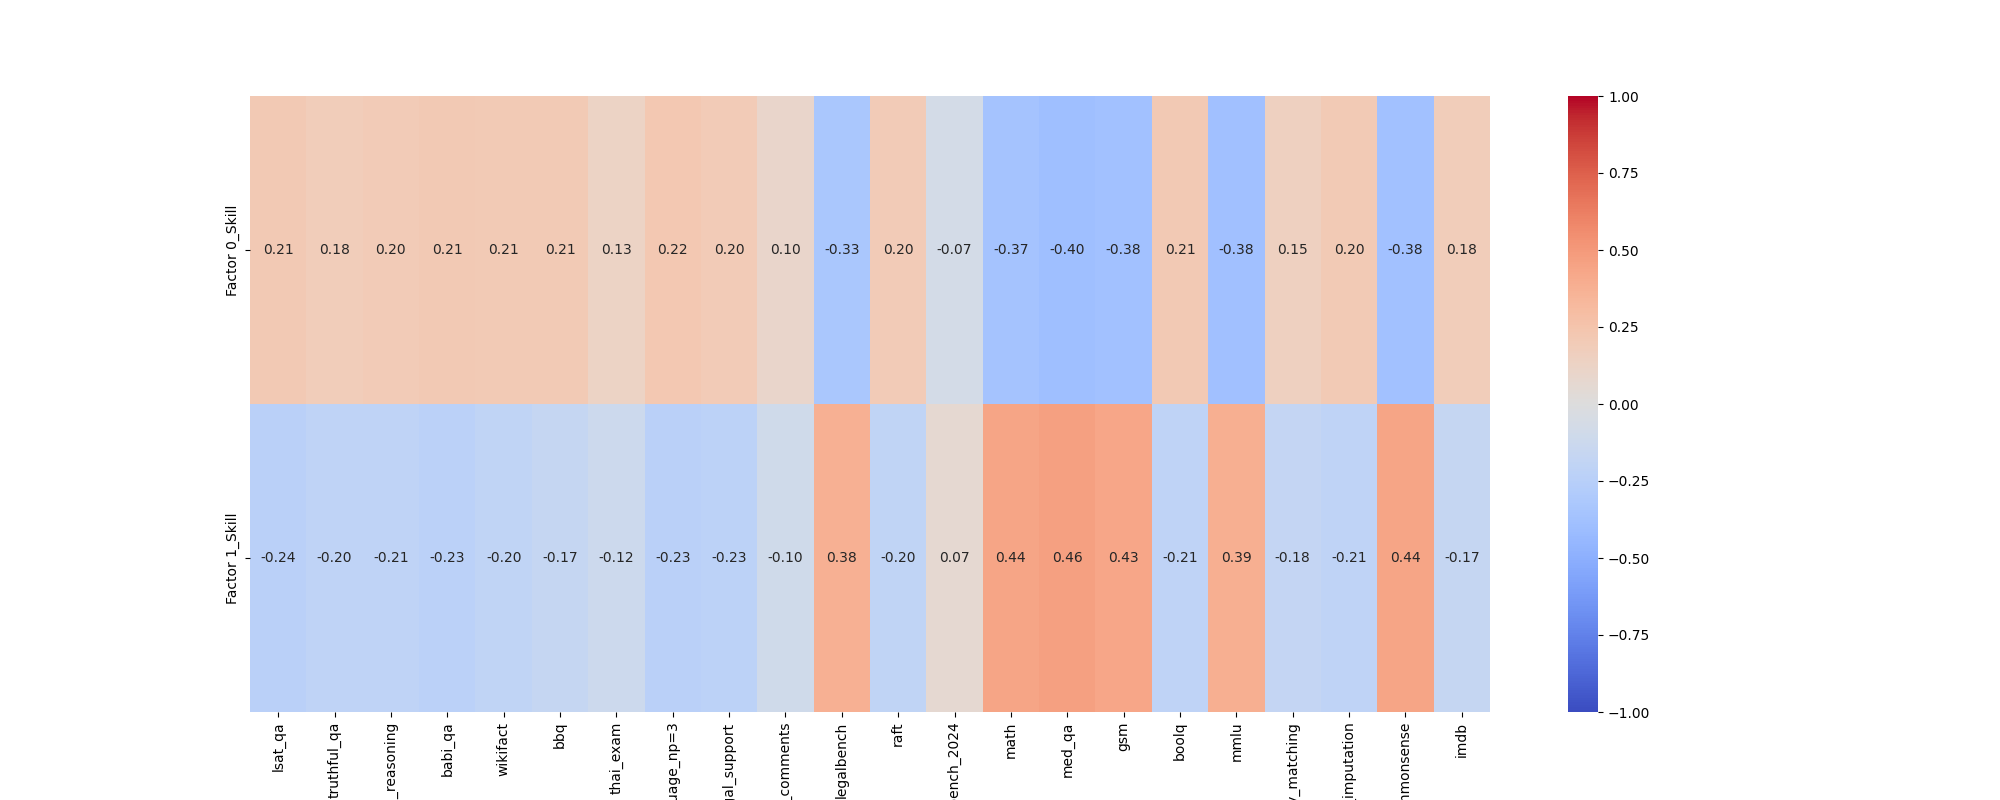 Factor 0_Skill
0.21 0.18 0.20 0.21 0.21 0.21 0.13 0.22 0.20 0.10 -0.33 0.20 -0.07 -0.37 -0.40 -0.38 0.21 -0.38 0.15 0.20 -0.38 0.18
Factor 1_Skill
-0.24 -0.20 -0.21 -0.23 -0.20 -0.17 -0.12 -0.23 -0.23 -0.10 0.38 -0.20 0.07 0.44 0.46 0.43 -0.21 0.39 -0.18 -0.21 0.44 -0.17
lsat_qa
truthful_qa
_reasoning
babi_qa
wikifact
bbq
thai_exam
uage_np=3
gal_support
_comments
legalbench
raft
ench_2024
math
med_qa
gsm
boolq
mmlu
_matching
imputation
mmonsense
imdb
1.00
0.75
0.50
0.25
0.00
−0.25
−0.50
−0.75
−1.00